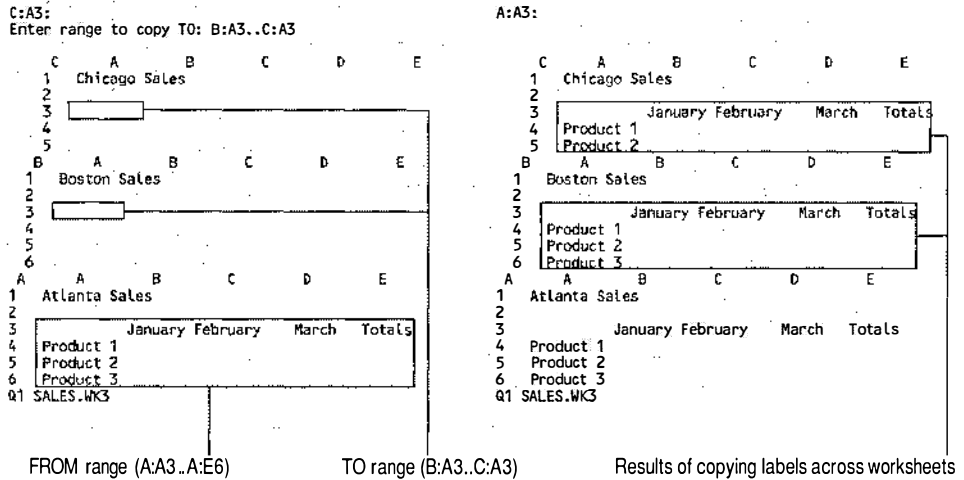 C:A3:
Enter range to copy TO: B:A3..C:A3
C A B C D E
1 Chicago Sales
2
3
4
5
B A B C D E
1 Boston Sales
2
3
4
5
6
A A B C D E
1 Atlanta Sales
2
3 January February March Totals
4 Product 1
5 Product 2
6 Product 3
Q1 SALES.WK3
FROM range (A:A3..A:E6)
TO range (B:A3..C:A3)
A:A3:
C A B C D E
1 Chicago Sales
2
3 January February March Totals
4 Product 1
5 Product 2
B A B C D E
1 Boston Sales
2
3 January February March Totals
4 Product 1
5 Product 2
6 Product 3
A A B C D E
1 Atlanta Sales
2
3 January February March Totals
4 Product 1
5 Product 2
6 Product 3
Q1 SALES.WK3
Results of copying labels across worksheets